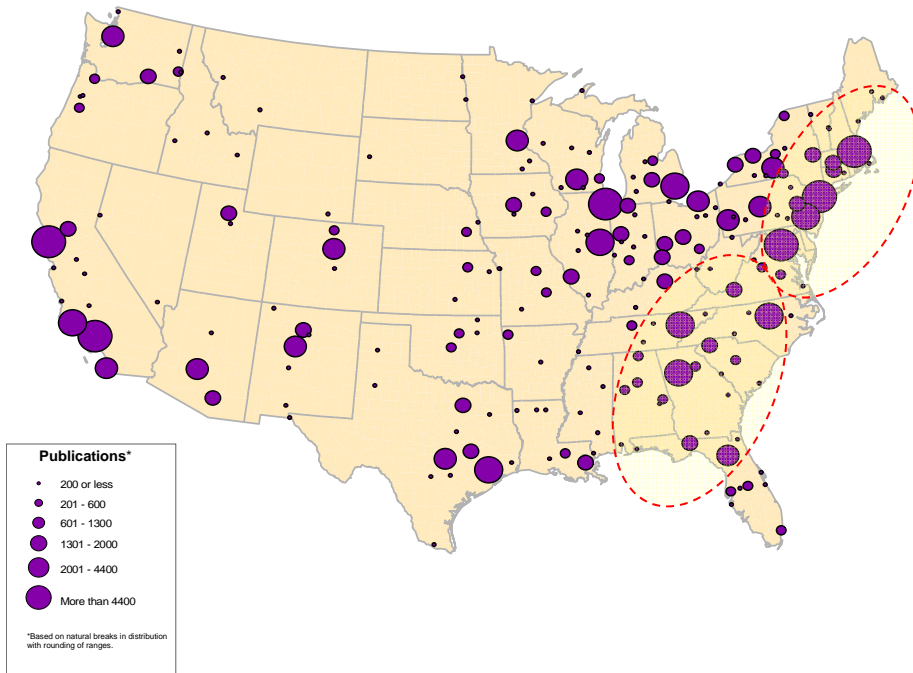 Publications*
200 or less
201 - 600
601 - 1300
1301 - 2000
2001 - 4400
More than 4400
*Based on natural breaks in distribution
with rounding of ranges.